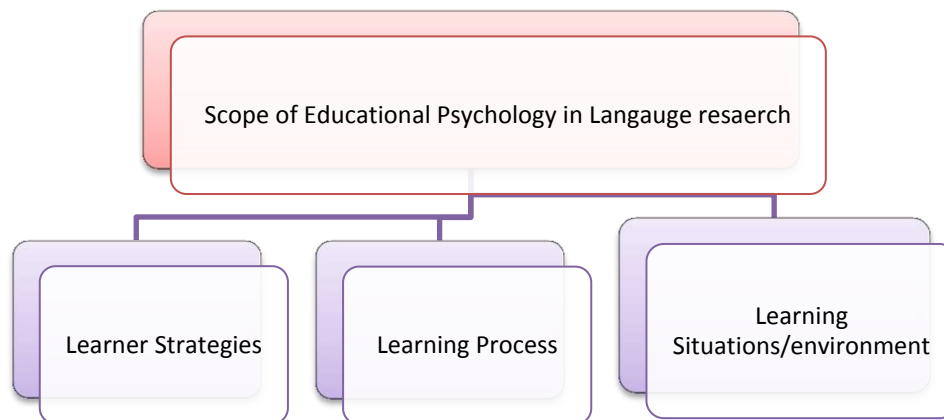 Scope of Educational Psychology in Langauge resaerch
Learner Strategies
Learning Process
Learning
Situations/environment